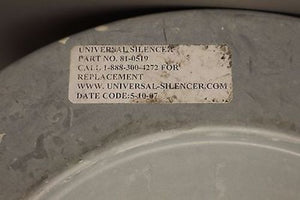 UNIVERSAL SILENCER
PART NO. 81-0519
CALL 1-888-300-4272 FOR
REPLACEMENT
WWW. UNIVERSAL-SILENCER.COM
DATE CODE:5-10-07